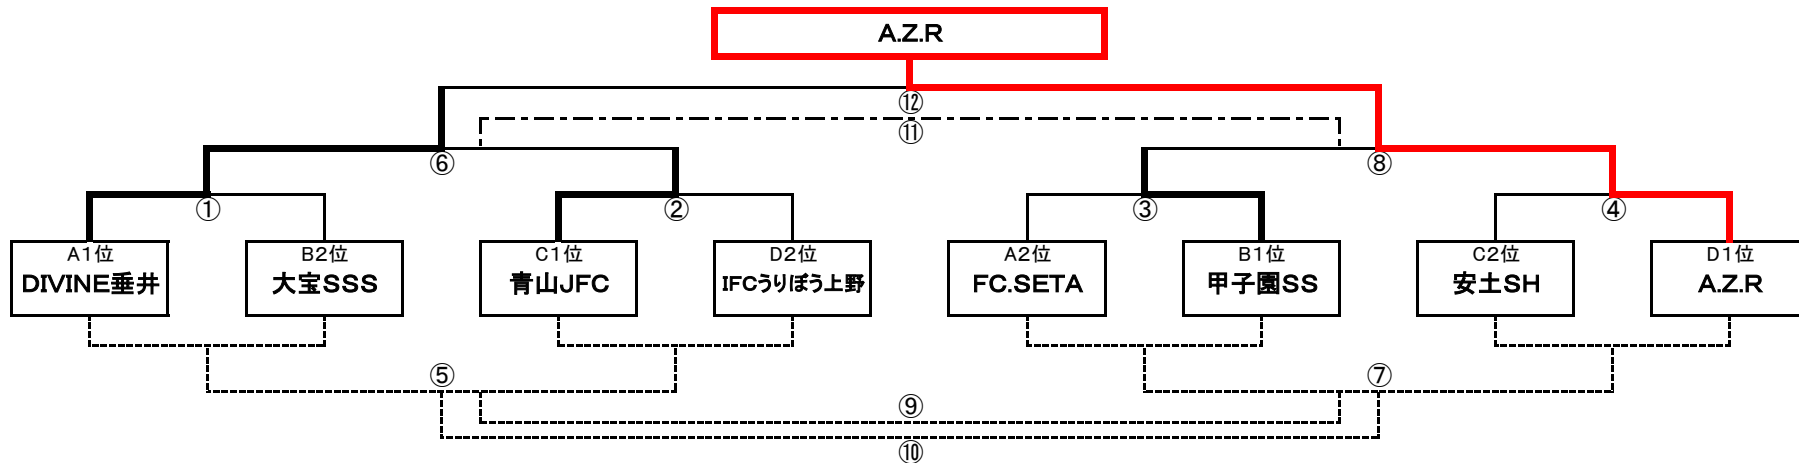 A.Z.R
⑫
⑪
⑥
⑧
①
②
③
④
A1位
DIVINE垂井
B2位
大宝SSS
C1位
青山JFC
D2位
IFCうりぼう上野
A2位
FC.SETA
B1位
甲子園SS
C2位
安土SH
D1位
A.Z.R
⑤
⑦
⑨
⑩